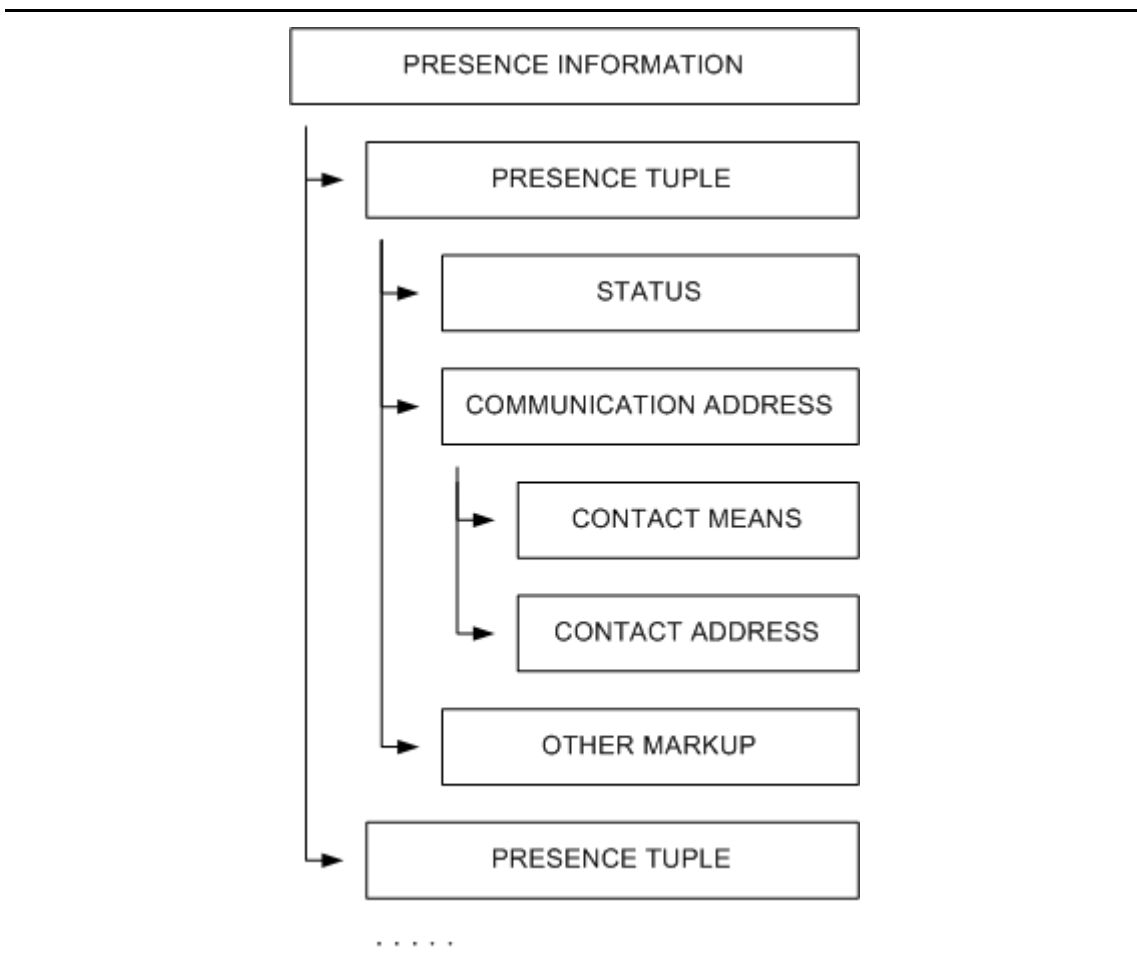 PRESENCE INFORMATION
PRESENCE TUPLE
STATUS
COMMUNICATION ADDRESS
CONTACT MEANS
CONTACT ADDRESS
OTHER MARKUP
PRESENCE TUPLE
. . . . .